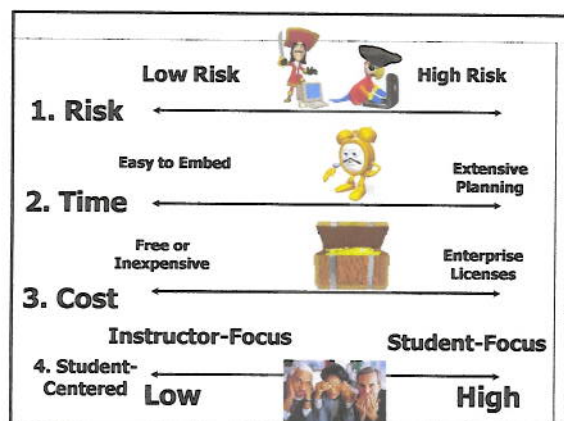 Low Risk
High Risk
1. Risk
Easy to Embed
Extensive
Planning
2. Time
Free or
Inexpensive
Enterprise
Licenses
3. Cost
Instructor-Focus
Student-Focus
4. Student-
Centered
Low
High